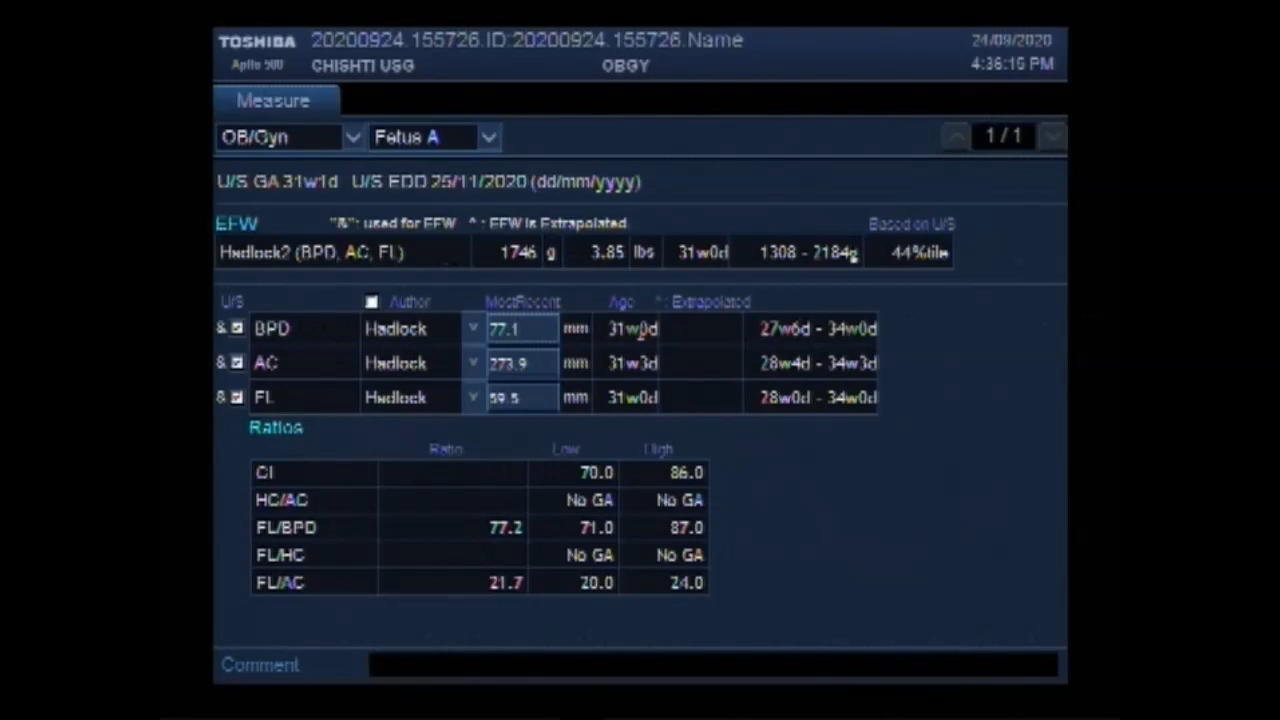 TOSHIBA 20200924.155726.ID:20200924.155726.Name 24/09/2020
Aplio 500 CHISHTI USG OBGY 4:36:15 PM
Measure
OB/Gyn Fetus A 1 / 1
U/S GA 31w1d U/S EDD 25/11/2020 (dd/mm/yyyy)
EFW "&": used for EFW ^ : EFW is Extrapolated Based on U/S
Hadlock2 (BPD, AC, FL) 1746 g 3.85 lbs 31w0d 1308 - 2184g 44%tile
U/S Author MostRecent Age ^ : Extrapolated
& BPD Hadlock 77.1 mm 31w0d 27w6d - 34w0d
& AC Hadlock 273.9 mm 31w3d 28w4d - 34w3d
& FL Hadlock 59.5 mm 31w0d 28w0d - 34w0d
Ratios
Ratio Low High
CI 70.0 86.0
HC/AC No GA No GA
FL/BPD 77.2 71.0 87.0
FL/HC No GA No GA
FL/AC 21.7 20.0 24.0
Comment